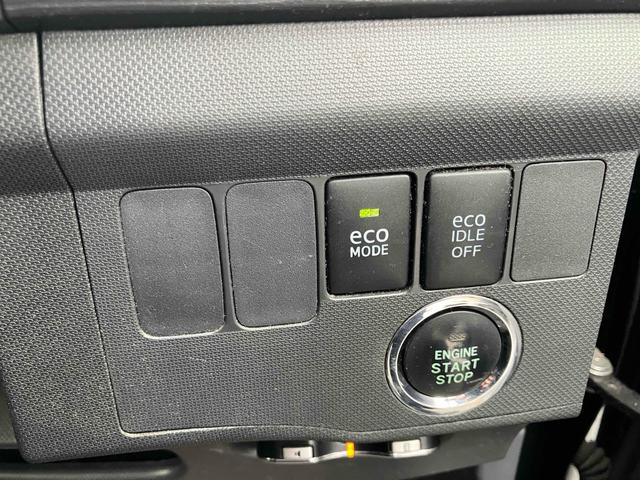 eco
MODE
eco
IDLE
OFF
ENGINE
START
STOP